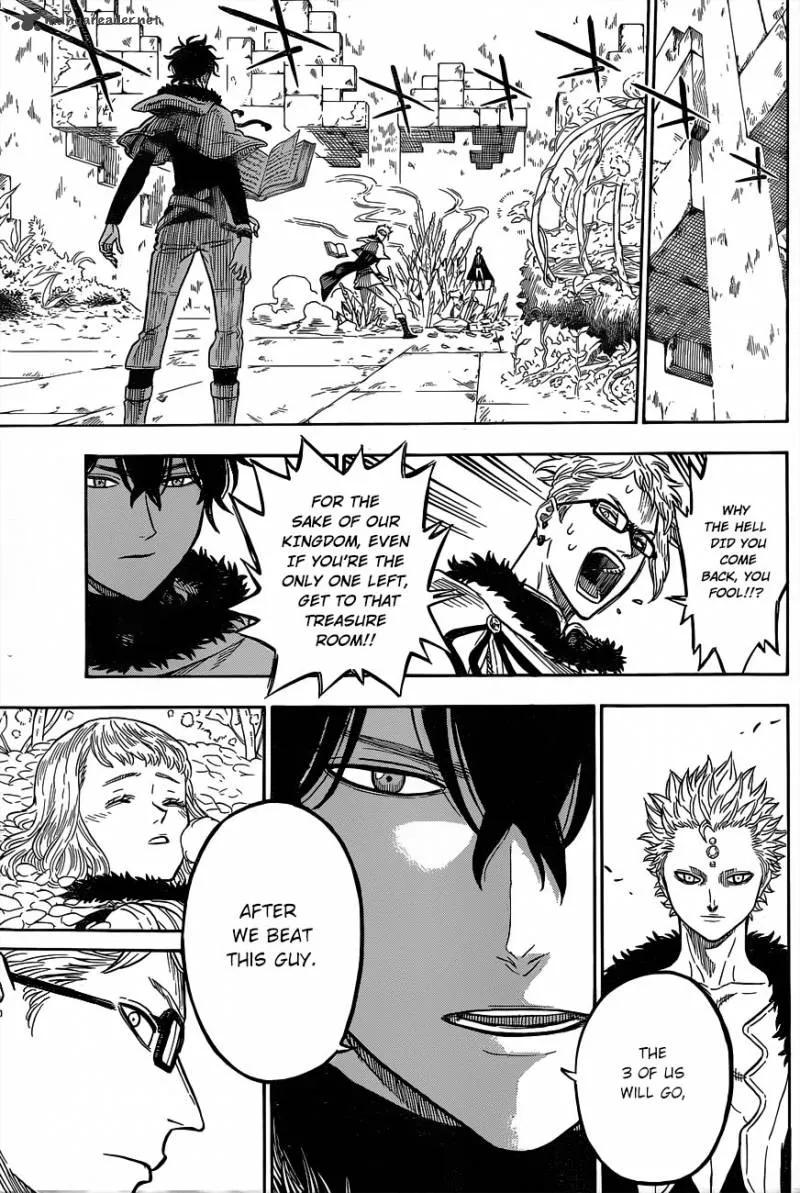 mangareader.net
WHY
THE HELL
DID YOU
COME
BACK, YOU
FOOL!!?
FOR THE
SAKE OF OUR
KINGDOM, EVEN
IF YOU'RE THE
ONLY ONE LEFT,
GET TO THAT
TREASURE
ROOM!!
THE
3 OF US
WILL GO,
AFTER
WE BEAT
THIS GUY.